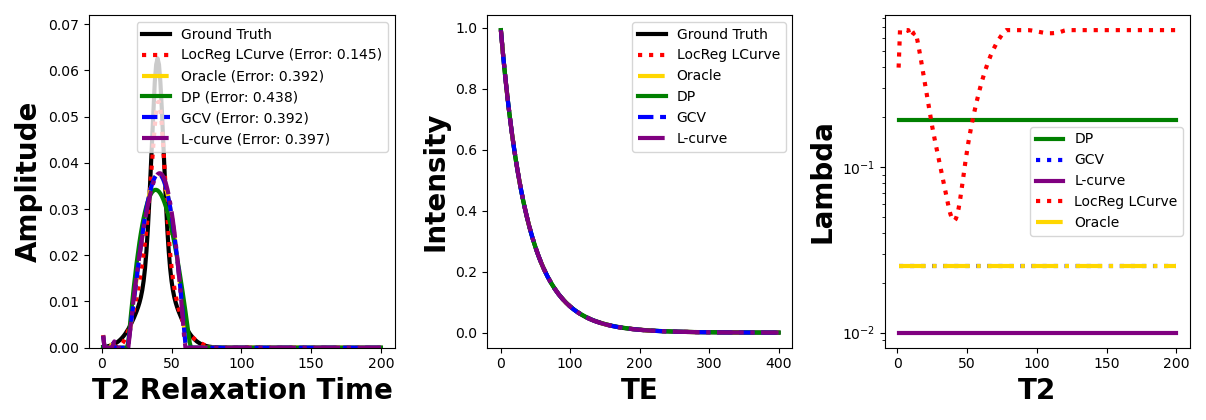 0.07
0.06
0.05
0.04
0.03
0.02
0.01
0.00
Amplitude
0
50
100
150
200
T2 Relaxation Time
Ground Truth
LocReg LCurve (Error: 0.145)
Oracle (Error: 0.392)
DP (Error: 0.438)
GCV (Error: 0.392)
L-curve (Error: 0.397)
1.0
0.8
0.6
0.4
0.2
0.0
Intensity
0
100
200
300
400
TE
Ground Truth
LocReg LCurve
Oracle
DP
GCV
L-curve
10⁻¹
10⁻²
Lambda
0
50
100
150
200
T2
DP
GCV
L-curve
LocReg LCurve
Oracle